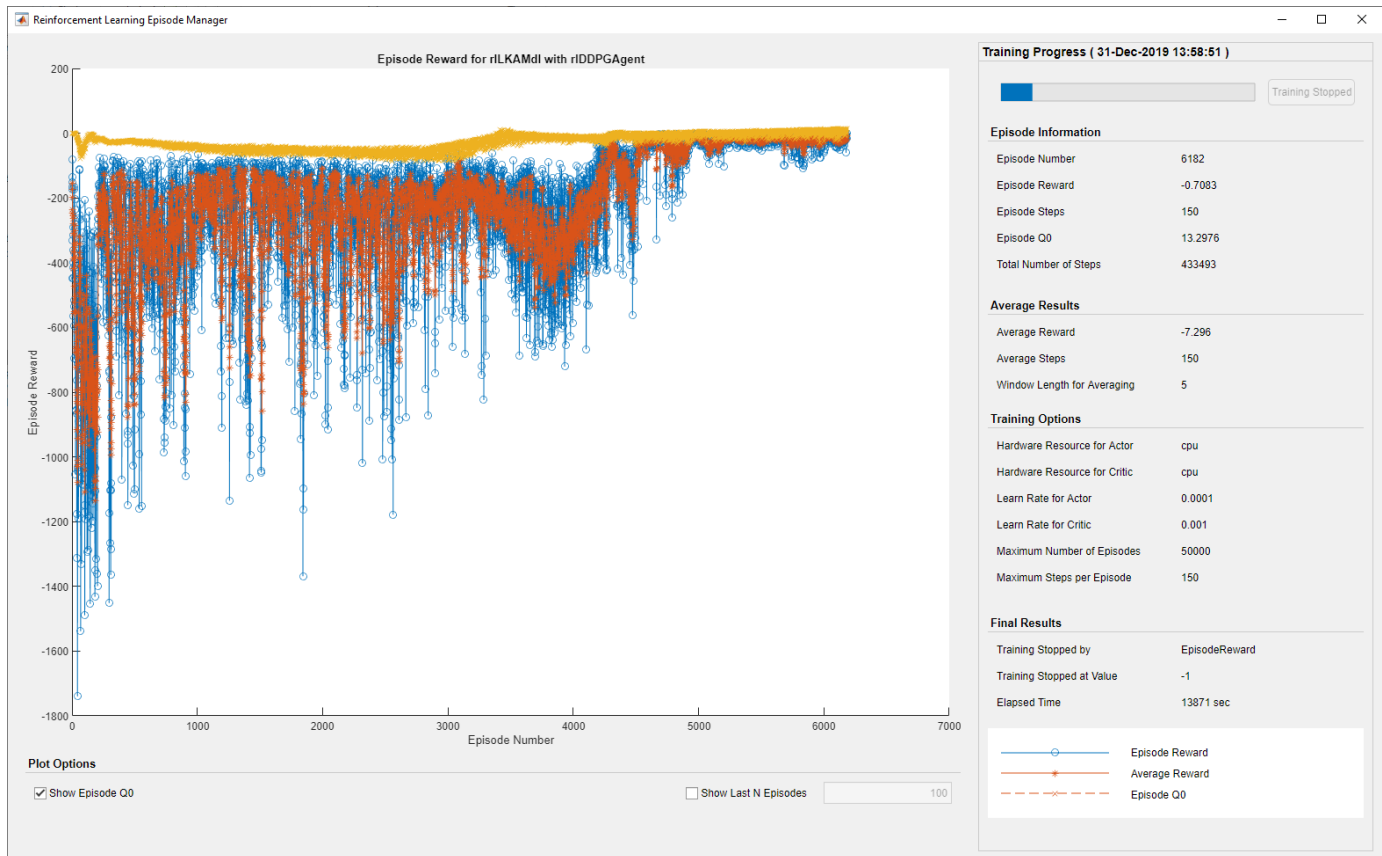 Reinforcement Learning Episode Manager
Episode Reward for rlLKAMdl with rlDDPGAgent
200
0
-200
-400
-600
-800
-1000
-1200
-1400
-1600
-1800
Episode Reward
0
1000
2000
3000
4000
5000
6000
7000
Episode Number
Plot Options
Show Episode Q0
Show Last N Episodes
100
Training Progress ( 31-Dec-2019 13:58:51 )
Training Stopped
Episode Information
Episode Number 6182
Episode Reward -0.7083
Episode Steps 150
Episode Q0 13.2976
Total Number of Steps 433493
Average Results
Average Reward -7.296
Average Steps 150
Window Length for Averaging 5
Training Options
Hardware Resource for Actor cpu
Hardware Resource for Critic cpu
Learn Rate for Actor 0.0001
Learn Rate for Critic 0.001
Maximum Number of Episodes 50000
Maximum Steps per Episode 150
Final Results
Training Stopped by EpisodeReward
Training Stopped at Value -1
Elapsed Time 13871 sec
Episode Reward
Average Reward
Episode Q0